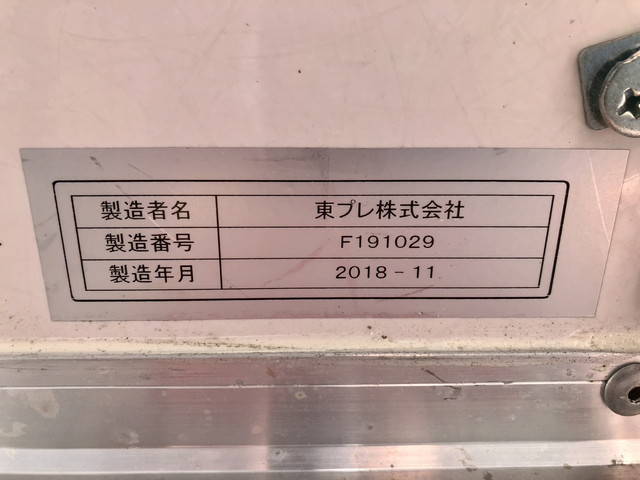 製造者名 東プレ株式会社
製造番号 F191029
製造年月 2018-11